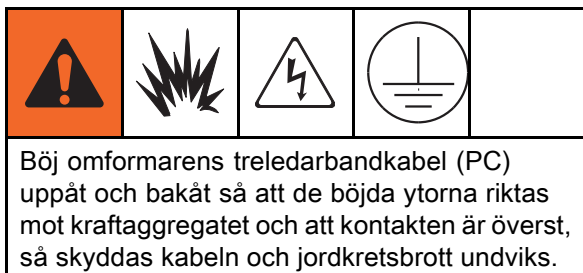 Böj omformarens treledarbandkabel (PC)
uppåt och bakåt så att de böjda ytorna riktas
mot kraftaggregatet och att kontakten är överst,
så skyddas kabeln och jordkretsbrott undviks.